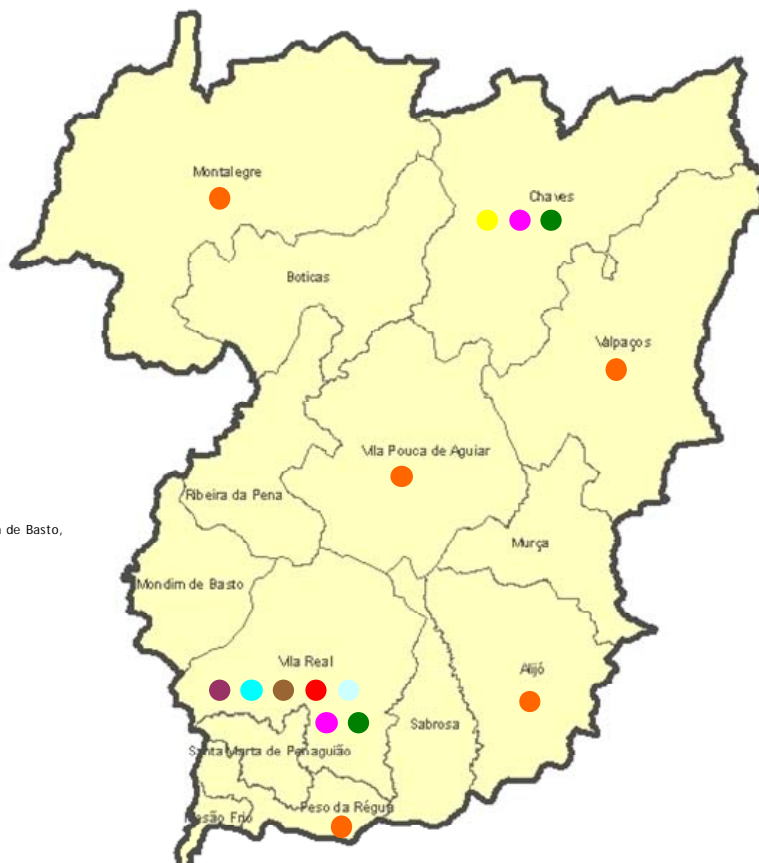 Montalegre
Chaves
Boticas
Valpaços
Vila Pouca de Aguiar
Ribeira da Pena
de Basto,
Murça
Mondim de Basto
Vila Real
Alijó
Sabrosa
Santa Marta de Penaguião
Peso da Régua
Mesão Frio